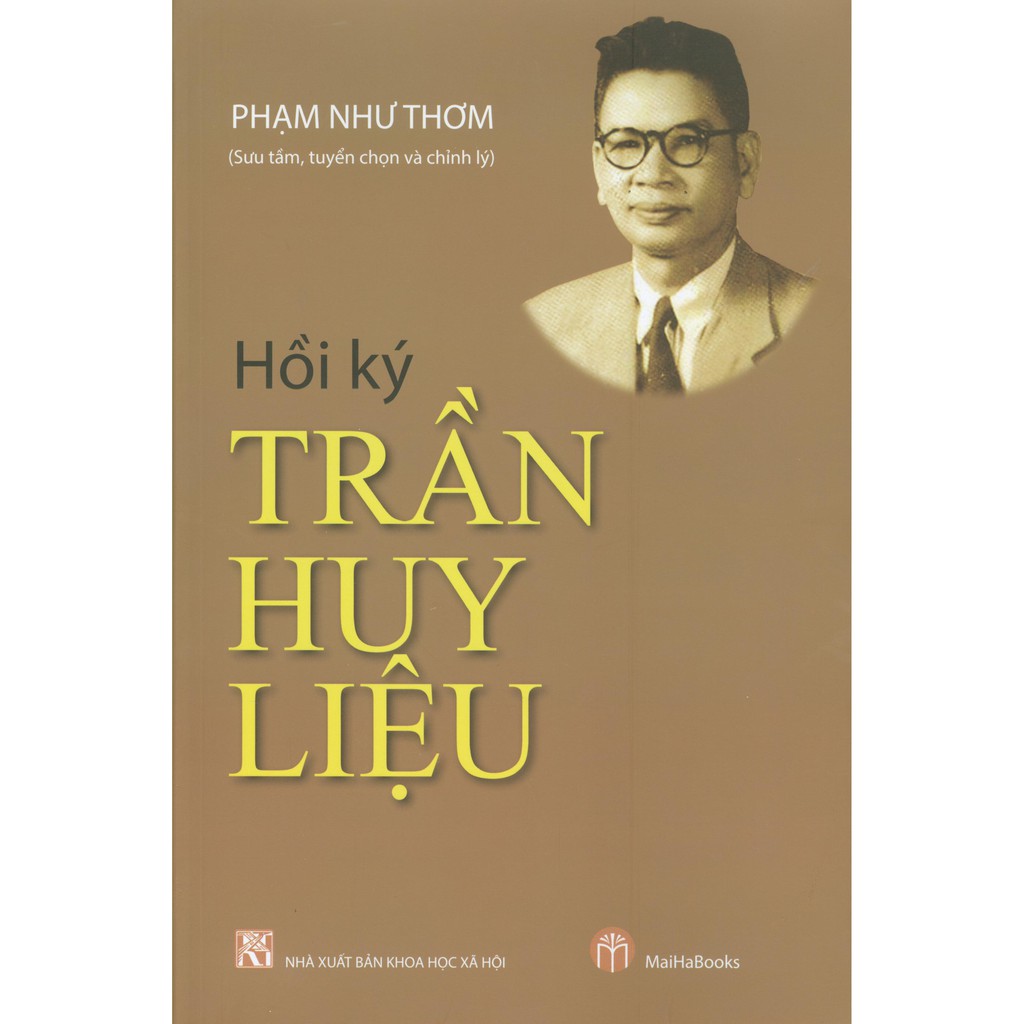 PHẠM NHƯ THƠM
(Sưu tầm, tuyển chọn và chỉnh lý)
Hồi ký
TRẦN
HUY
LIỆU
NHÀ XUẤT BẢN KHOA HỌC XÃ HỘI
MaiHaBooks